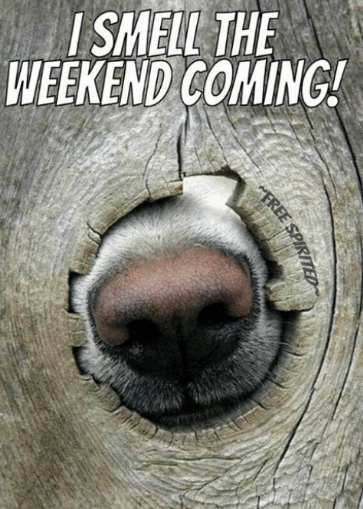 I SMELL THE
WEEKEND COMING!
~FREE SPIRITED~